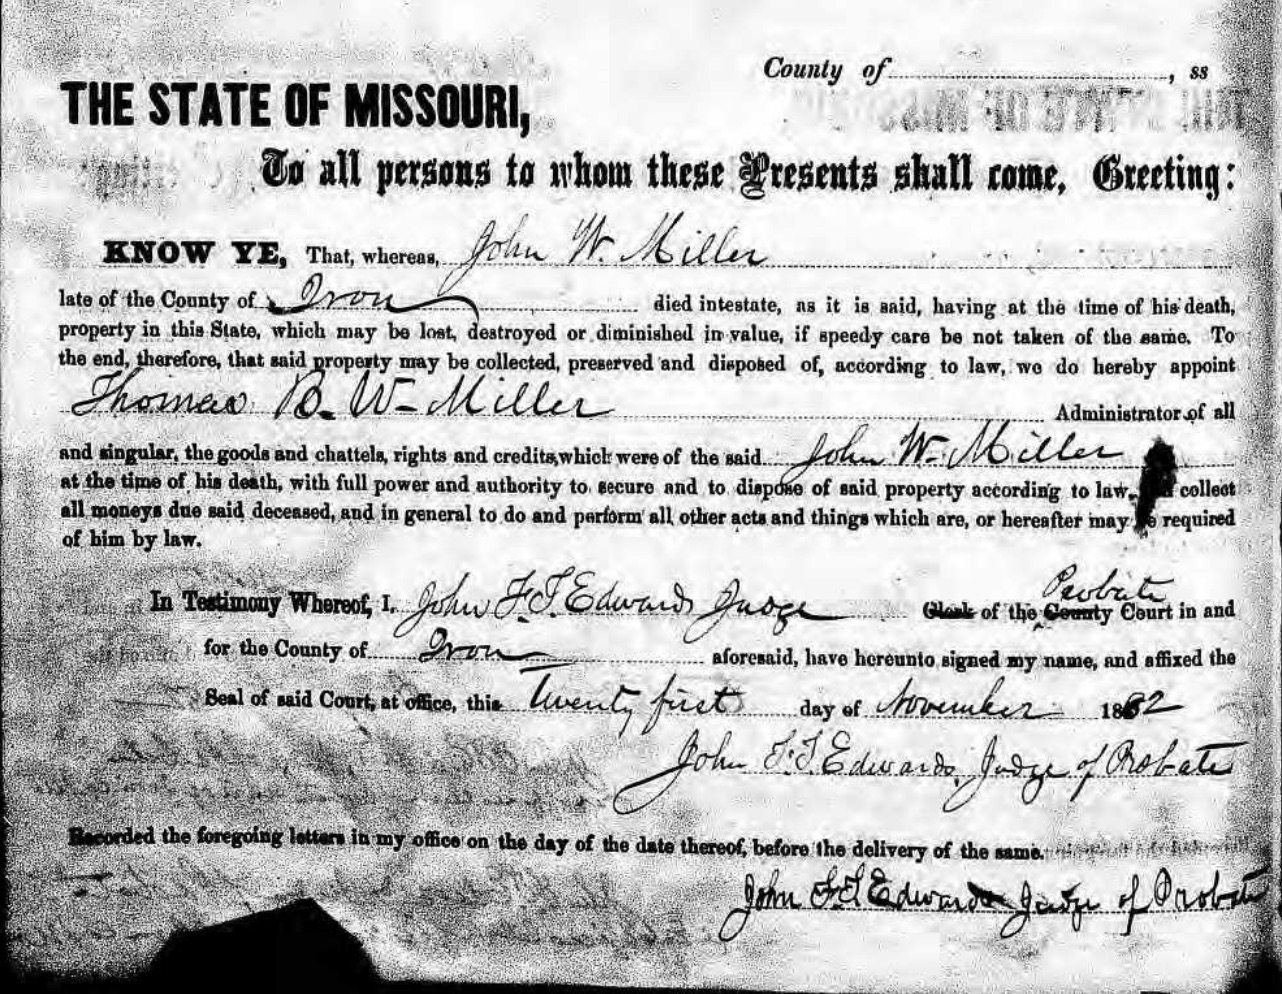 County of, ss
THE STATE OF MISSOURI,
To all persons to whom these Presents shall come, Greeting:
KNOW YE, That, whereas, John W. Miller
late of the County of Iron died intestate, as it is said, having at the time of his death,
property in this State, which may be lost, destroyed or diminished in value, if speedy care be not taken of the same. To
the end, therefore, that said property may be collected, preserved and disposed of, according to law, we do hereby appoint
Thomas B. W. Miller Administrator of all
and singular, the goods and chattels, rights and credits, which were of the said John W. Miller
at the time of his death, with full power and authority to secure and to dispose of said property according to law, collect
all moneys due said deceased, and in general to do and perform all other acts and things which are, or hereafter may be required
of him by law.
In Testimony Whereof, I, John F. T. Edwards Judge Clerk of the County Probate Court in and
for the County of Iron aforesaid, have hereunto signed my name, and affixed the
Seal of said Court, at office, this Twenty first day of November 1882
John F. T. Edwards, Judge of Probate
Recorded the foregoing letters in my office on the day of the date thereof, before the delivery of the same.
John F. T. Edwards Judge of Probate